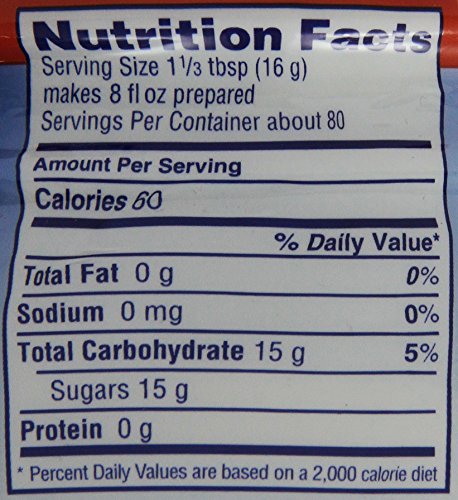 Nutrition Facts
Serving Size 1 1/3 tbsp (16 g)
makes 8 fl oz prepared
Servings Per Container about 80
Amount Per Serving
Calories 60
% Daily Value*
Total Fat 0 g 0%
Sodium 0 mg 0%
Total Carbohydrate 15 g 5%
Sugars 15 g
Protein 0 g
* Percent Daily Values are based on a 2,000 calorie diet